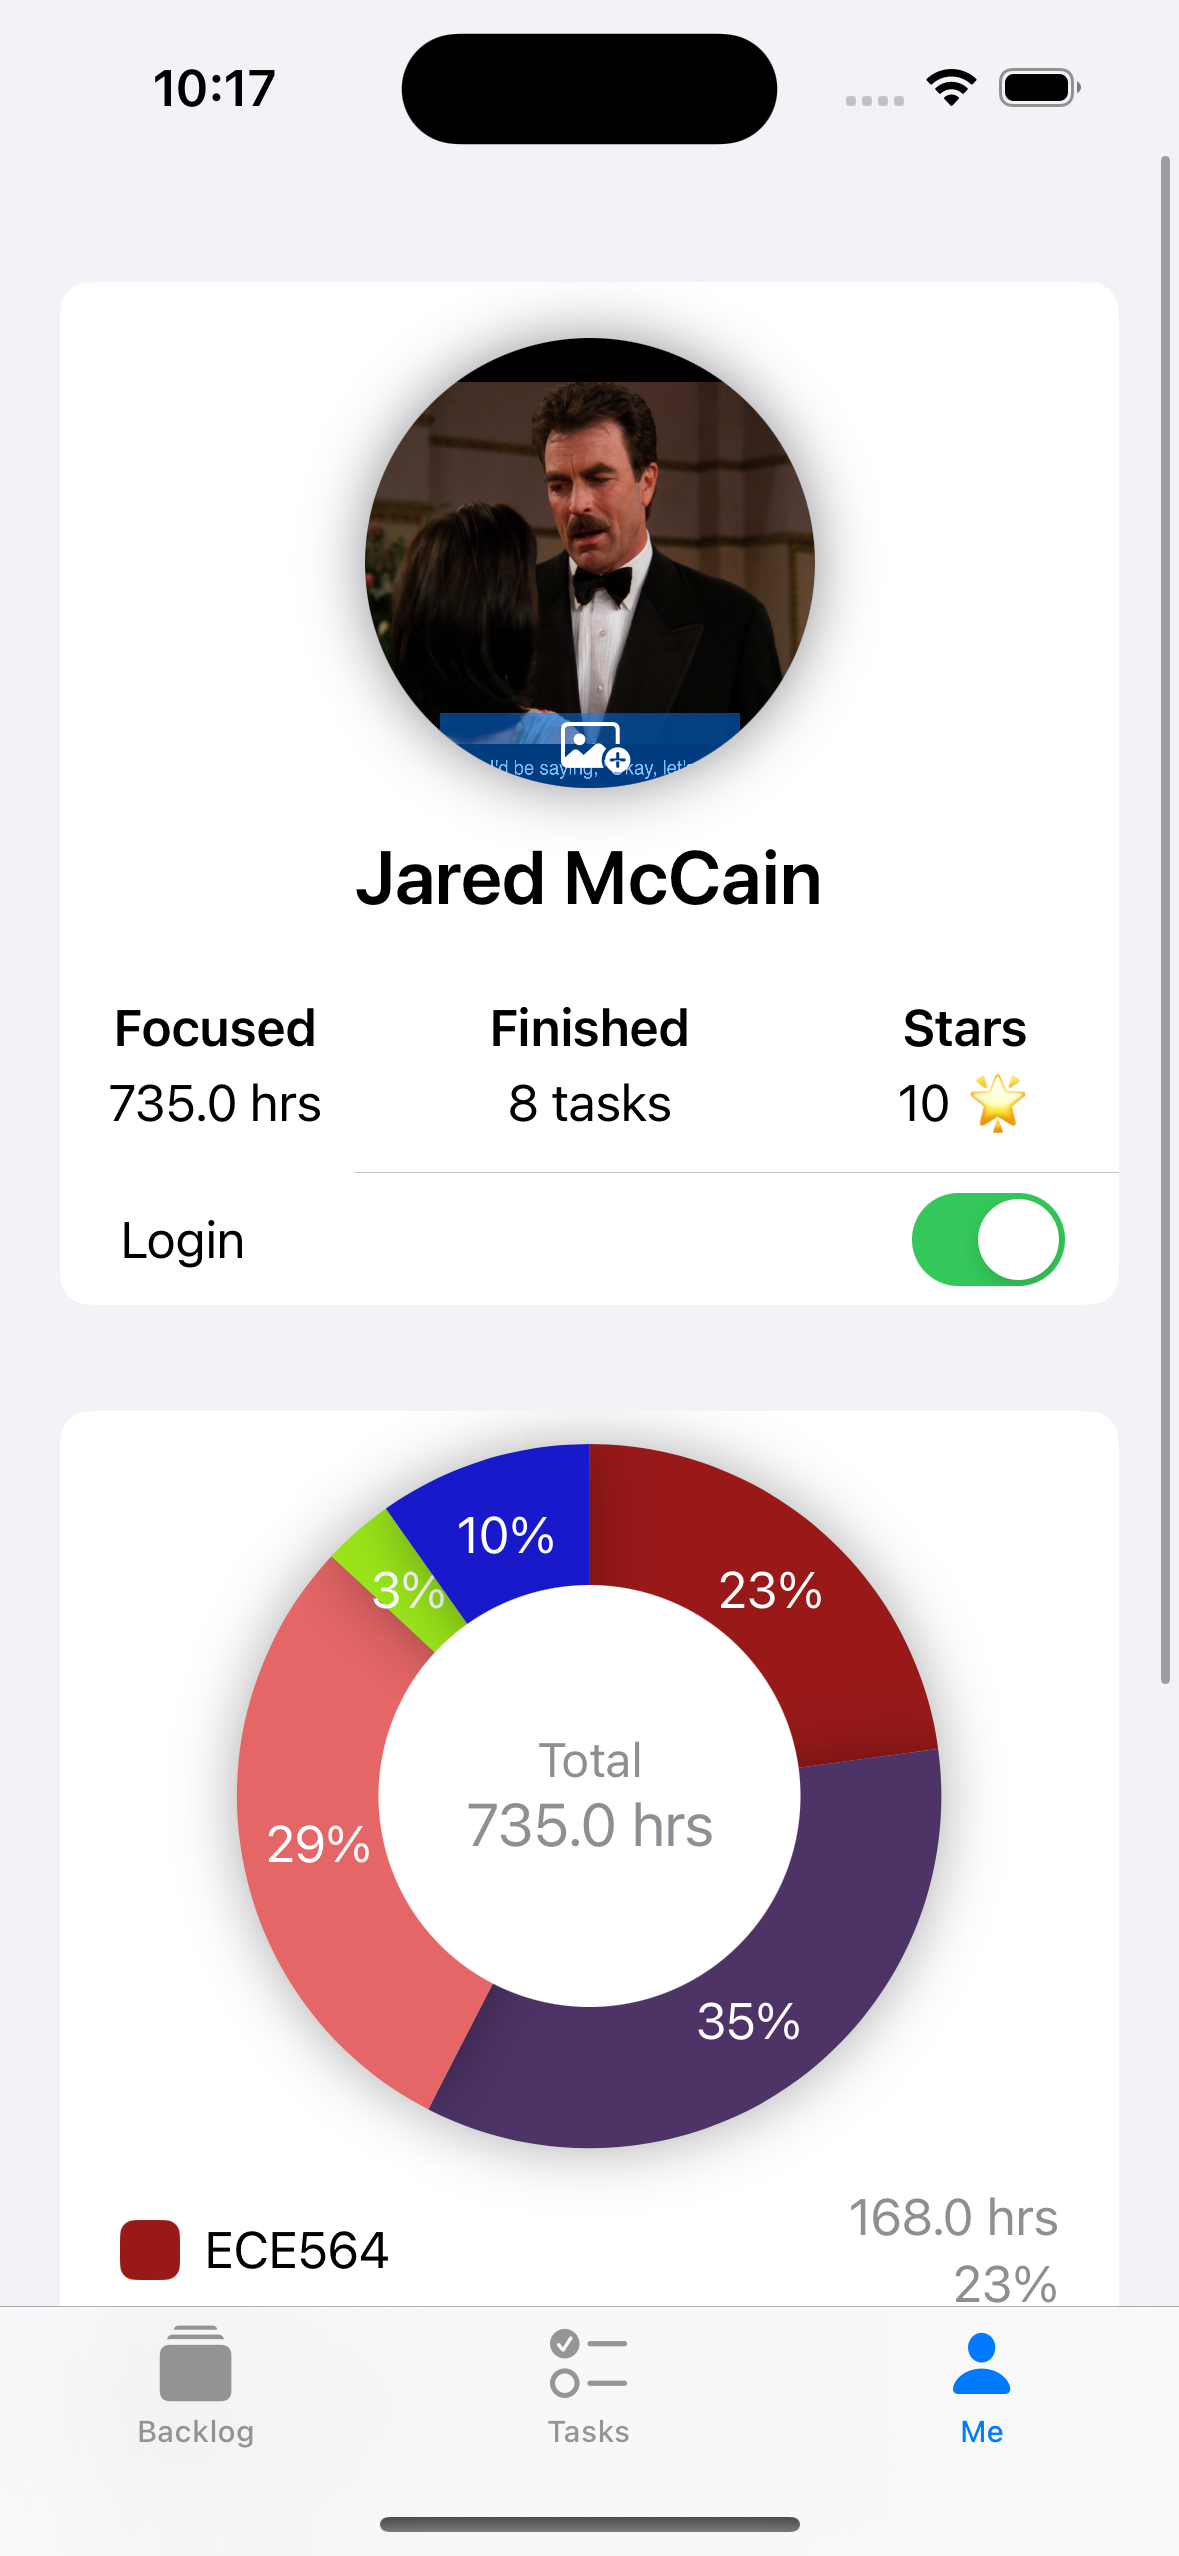 10:17
I'd be saying, "Okay, let's
Jared McCain
Focused
Finished
Stars
735.0 hrs
8 tasks
10 🌟
Login
10%
23%
3%
29%
35%
Total
735.0 hrs
ECE564
168.0 hrs
23%
Backlog
Tasks
Me